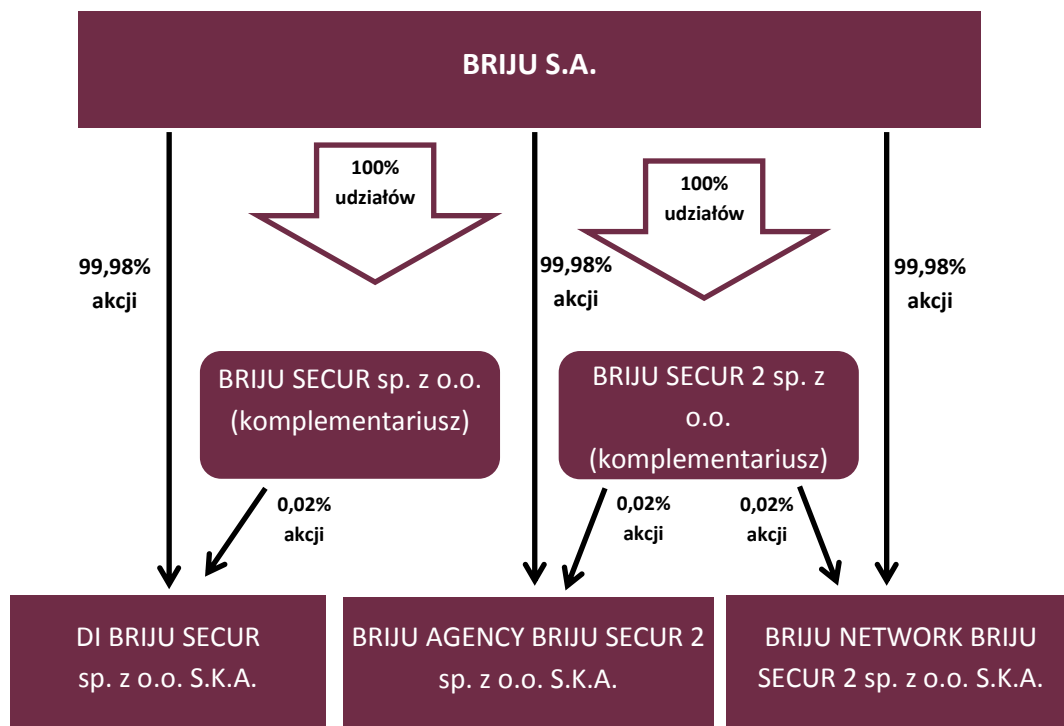 BRIJU S.A.
100%
udziałów
100%
udziałów
99,98%
akcji
99,98%
akcji
99,98%
akcji
BRIJU SECUR sp. z o.o.
(komplementariusz)
BRIJU SECUR 2 sp. z
o.o.
(komplementariusz)
0,02%
akcji
0,02%
akcji
0,02%
akcji
DI BRIJU SECUR
sp. z o.o. S.K.A.
BRIJU AGENCY BRIJU SECUR 2
sp. z o.o. S.K.A.
BRIJU NETWORK BRIJU
SECUR 2 sp. z o.o. S.K.A.